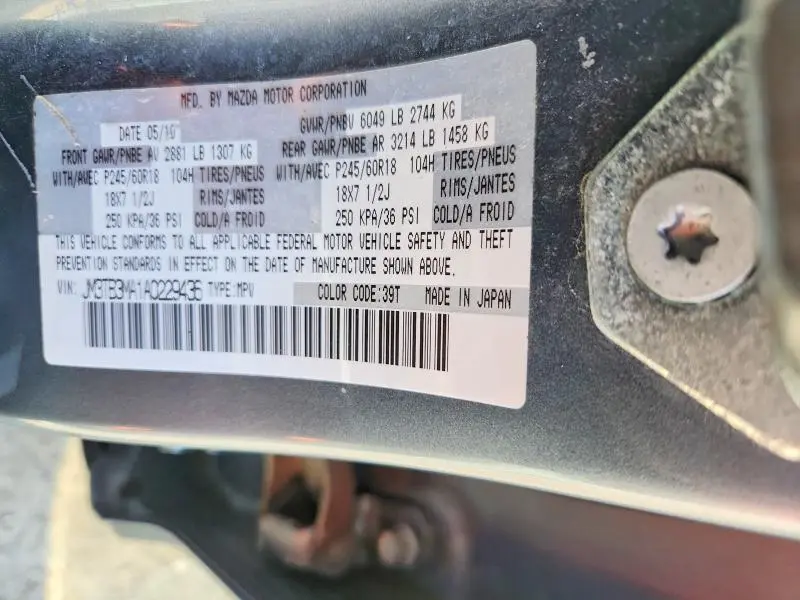 MFD. BY MAZDA MOTOR CORPORATION
DATE 05/10 GVWR/PNBV 6049 LB 2744 KG
FRONT GAWR/PNBE AV 2881 LB 1307 KG REAR GAWR/PNBE AR 3214 LB 1458 KG
WITH/AVEC P245/60R18 104H TIRES/PNEUS WITH/AVEC P245/60R18 104H TIRES/PNEUS
18X7 1/2J RIMS/JANTES 18X7 1/2J RIMS/JANTES
250 KPA/36 PSI COLD/A FROID 250 KPA/36 PSI COLD/A FROID
THIS VEHICLE CONFORMS TO ALL APPLICABLE FEDERAL MOTOR VEHICLE SAFETY AND THEFT
PREVENTION STANDARDS IN EFFECT ON THE DATE OF MANUFACTURE SHOWN ABOVE.
VIN: JM3TB3MA1A0229436 TYPE:MPV COLOR CODE:39T MADE IN JAPAN